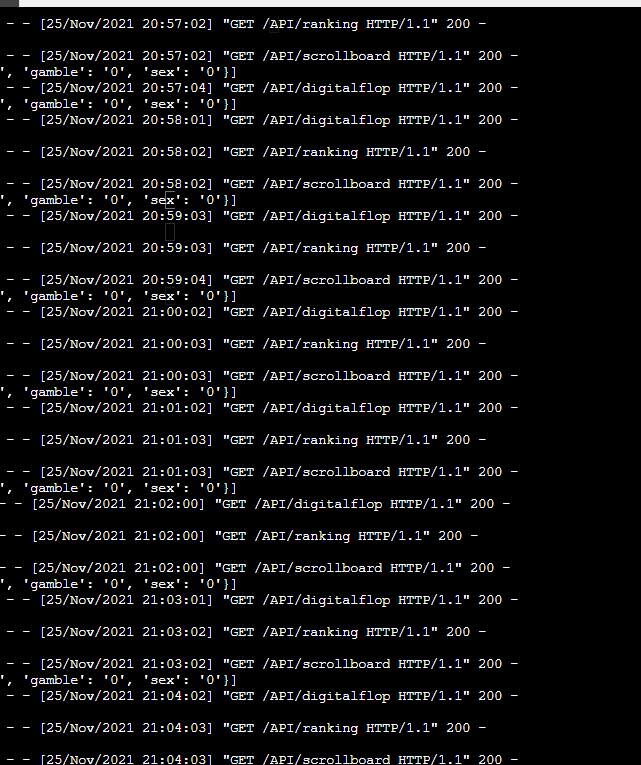 - - [25/Nov/2021 20:57:02] "GET /API/ranking HTTP/1.1" 200 -
- - [25/Nov/2021 20:57:02] "GET /API/scrollboard HTTP/1.1" 200 -
', 'gamble': '0', 'sex': '0'}]
- - [25/Nov/2021 20:57:04] "GET /API/digitalflop HTTP/1.1" 200 -
', 'gamble': '0', 'sex': '0'}]
- - [25/Nov/2021 20:58:01] "GET /API/digitalflop HTTP/1.1" 200 -
- - [25/Nov/2021 20:58:02] "GET /API/ranking HTTP/1.1" 200 -
- - [25/Nov/2021 20:58:02] "GET /API/scrollboard HTTP/1.1" 200 -
', 'gamble': '0', 'sex': '0'}]
- - [25/Nov/2021 20:59:03] "GET /API/digitalflop HTTP/1.1" 200 -
- - [25/Nov/2021 20:59:03] "GET /API/ranking HTTP/1.1" 200 -
- - [25/Nov/2021 20:59:04] "GET /API/scrollboard HTTP/1.1" 200 -
', 'gamble': '0', 'sex': '0'}]
- - [25/Nov/2021 21:00:02] "GET /API/digitalflop HTTP/1.1" 200 -
- - [25/Nov/2021 21:00:03] "GET /API/ranking HTTP/1.1" 200 -
- - [25/Nov/2021 21:00:03] "GET /API/scrollboard HTTP/1.1" 200 -
', 'gamble': '0', 'sex': '0'}]
- - [25/Nov/2021 21:01:02] "GET /API/digitalflop HTTP/1.1" 200 -
- - [25/Nov/2021 21:01:03] "GET /API/ranking HTTP/1.1" 200 -
- - [25/Nov/2021 21:01:03] "GET /API/scrollboard HTTP/1.1" 200 -
', 'gamble': '0', 'sex': '0'}]
- - [25/Nov/2021 21:02:00] "GET /API/digitalflop HTTP/1.1" 200 -
- - [25/Nov/2021 21:02:00] "GET /API/ranking HTTP/1.1" 200 -
- - [25/Nov/2021 21:02:00] "GET /API/scrollboard HTTP/1.1" 200 -
', 'gamble': '0', 'sex': '0'}]
- - [25/Nov/2021 21:03:01] "GET /API/digitalflop HTTP/1.1" 200 -
- - [25/Nov/2021 21:03:02] "GET /API/ranking HTTP/1.1" 200 -
- - [25/Nov/2021 21:03:02] "GET /API/scrollboard HTTP/1.1" 200 -
', 'gamble': '0', 'sex': '0'}]
- - [25/Nov/2021 21:04:02] "GET /API/digitalflop HTTP/1.1" 200 -
- - [25/Nov/2021 21:04:03] "GET /API/ranking HTTP/1.1" 200 -
- - [25/Nov/2021 21:04:03] "GET /API/scrollboard HTTP/1.1" 200 -